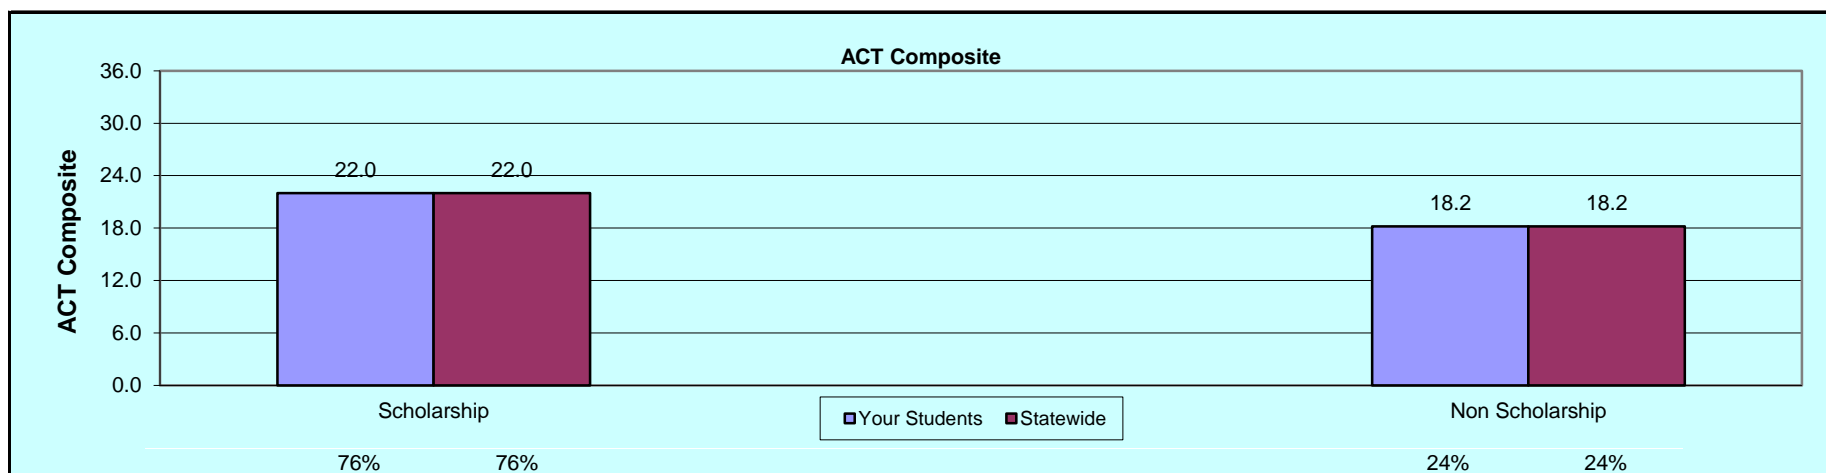 ACT Composite
ACT Composite
36.0
30.0
24.0
18.0
12.0
6.0
0.0
22.0 22.0 18.2 18.2
Scholarship Non Scholarship
Your Students Statewide
76% 76% 24% 24%